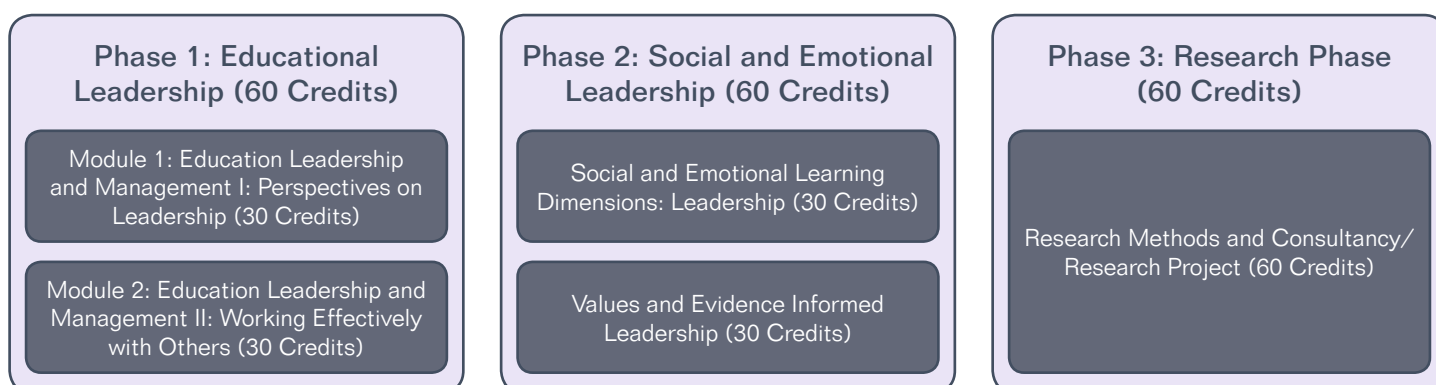 Phase 1: Educational
Leadership (60 Credits)
Module 1: Education Leadership
and Management I: Perspectives on
Leadership (30 Credits)
Module 2: Education Leadership and
Management II: Working Effectively
with Others (30 Credits)
Phase 2: Social and Emotional
Leadership (60 Credits)
Social and Emotional Learning
Dimensions: Leadership (30 Credits)
Values and Evidence Informed
Leadership (30 Credits)
Phase 3: Research Phase
(60 Credits)
Research Methods and Consultancy/
Research Project (60 Credits)